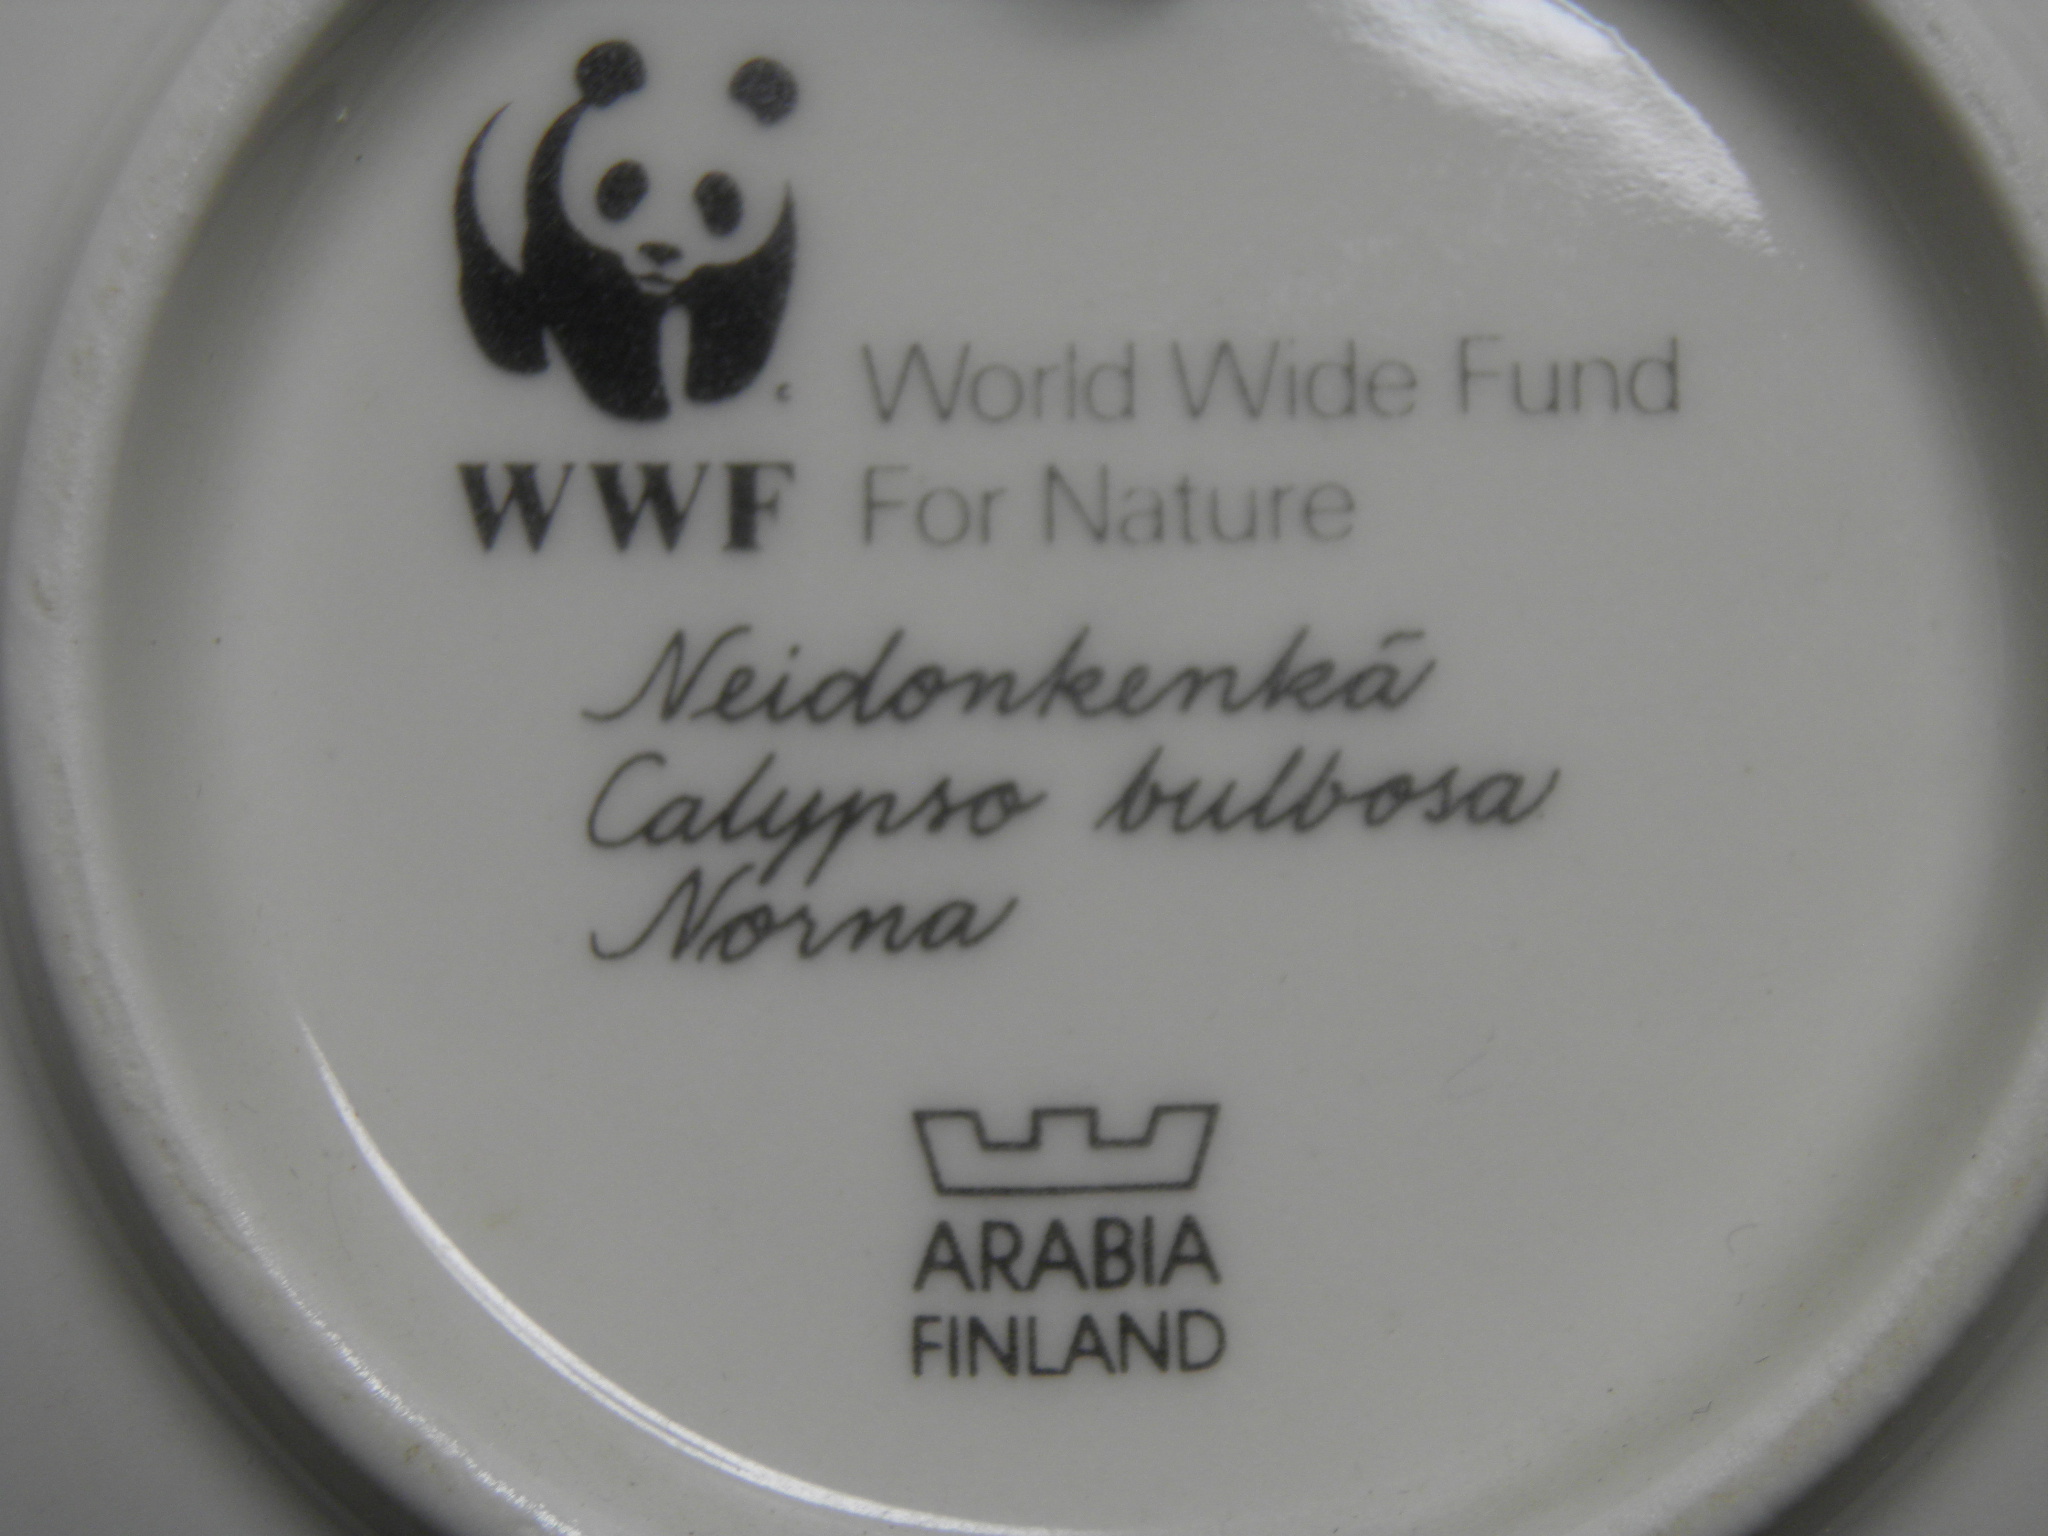 World Wide Fund
WWF For Nature
Neidonkenkä
Calypso bulbosa
Norna
ARABIA
FINLAND